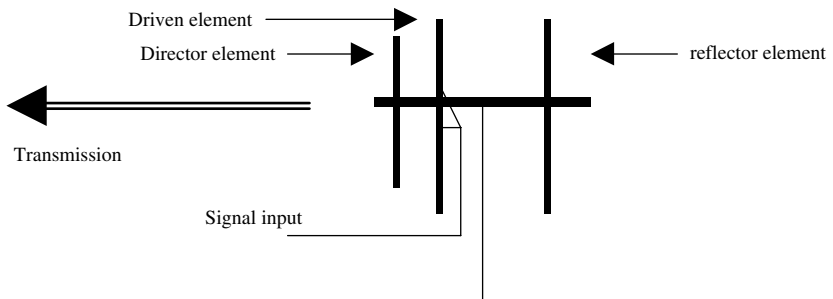 Driven element
Director element
reflector element
Transmission
Signal input